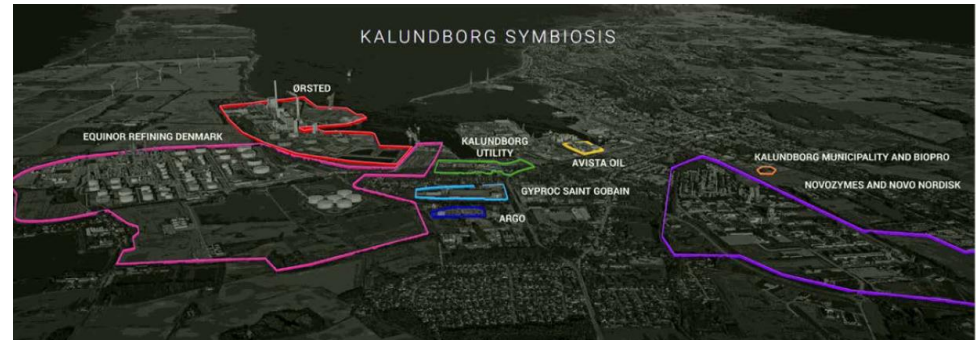 KALUNDBORG SYMBIOSIS
ØRSTED
EQUINOR REFINING DENMARK
KALUNDBORG
UTILITY
AVISTA OIL
KALUNDBORG MUNICIPALITY AND BIOPRO
GYPROC SAINT GOBAIN
NOVOZYMES AND NOVO NORDISK
ARGO